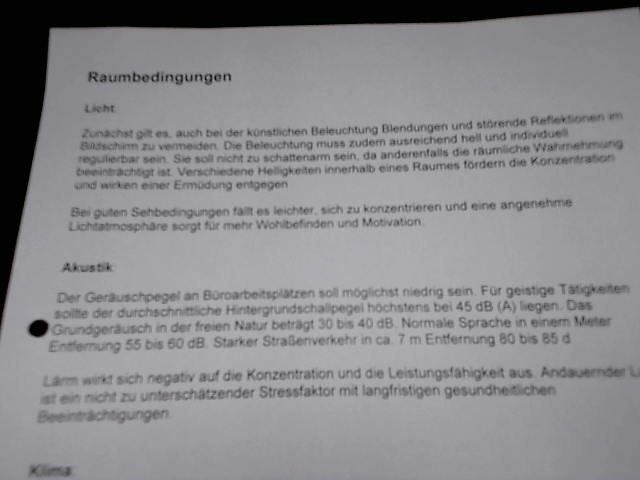 Raumbedingungen
Licht:
Zunächst gilt es, auch bei der künstlichen Beleuchtung Blendungen und störende Reflektionen im
Bildschirm zu vermeiden. Die Beleuchtung muss zudem ausreichend hell und individuell
regulierbar sein. Sie soll nicht zu schattenarm sein, da anderenfalls die räumliche Wahrnehmung
beeinträchtigt ist. Verschiedene Helligkeiten innerhalb eines Raumes fördern die Konzentration
und wirken einer Ermüdung entgegen
Bei guten Sehbedingungen fällt es leichter, sich zu konzentrieren und eine angenehme
Lichtatmosphäre sorgt für mehr Wohlbefinden und Motivation.
Akustik:
Der Geräuschpegel an Büroarbeitsplätzen soll möglichst niedrig sein. Für geistige Tätigkeiten
sollte der durchschnittliche Hintergrundschallpegel höchstens bei 45 dB (A) liegen. Das
Grundgeräusch in der freien Natur beträgt 30 bis 40 dB. Normale Sprache in einem Meter
Entfernung 55 bis 60 dB. Starker Straßenverkehr in ca. 7 m Entfernung 80 bis 85 d
Lärm wirkt sich negativ auf die Konzentration und die Leistungsfähigkeit aus. Andauernder L
ist ein nicht zu unterschätzender Stressfaktor mit langfristigen gesundheitlichen
Beeinträchtigungen.
Klima: